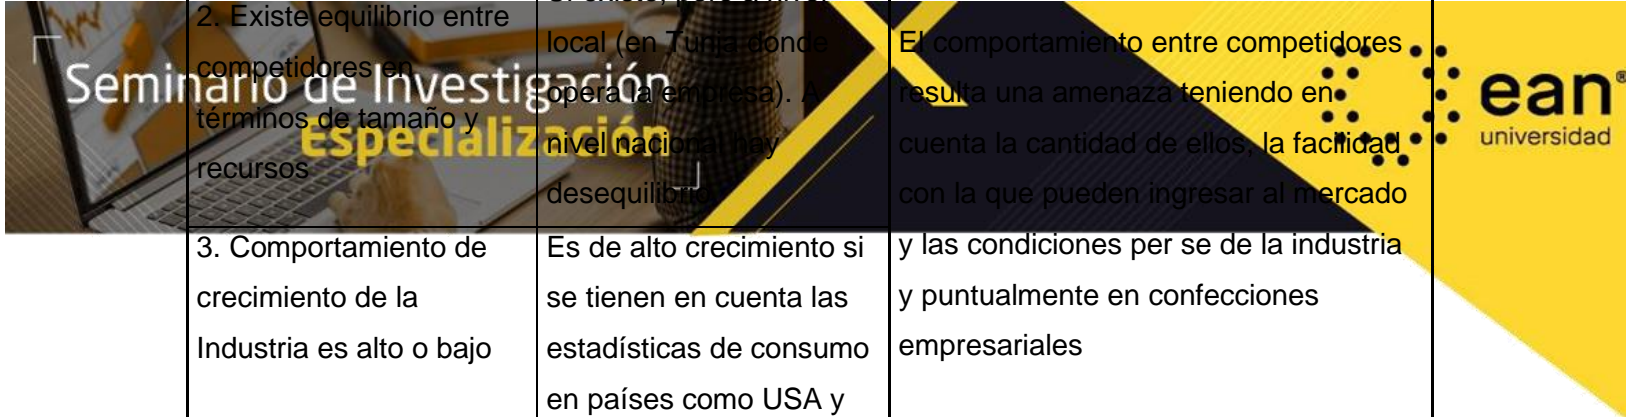 2. Existe equilibrio entre
competidores en
términos de tamaño y
recursos
local (en Tunja donde
opera la empresa). A
nivel nacional hay
desequilibrio
El comportamiento entre competidores
resulta una amenaza teniendo en
cuenta la cantidad de ellos, la facilidad
con la que pueden ingresar al mercado
y las condiciones per se de la industria
y puntualmente en confecciones
empresariales
Seminario de Investigación
Especialización
ean®
universidad
3. Comportamiento de
crecimiento de la
Industria es alto o bajo
Es de alto crecimiento si
se tienen en cuenta las
estadísticas de consumo
en países como USA y